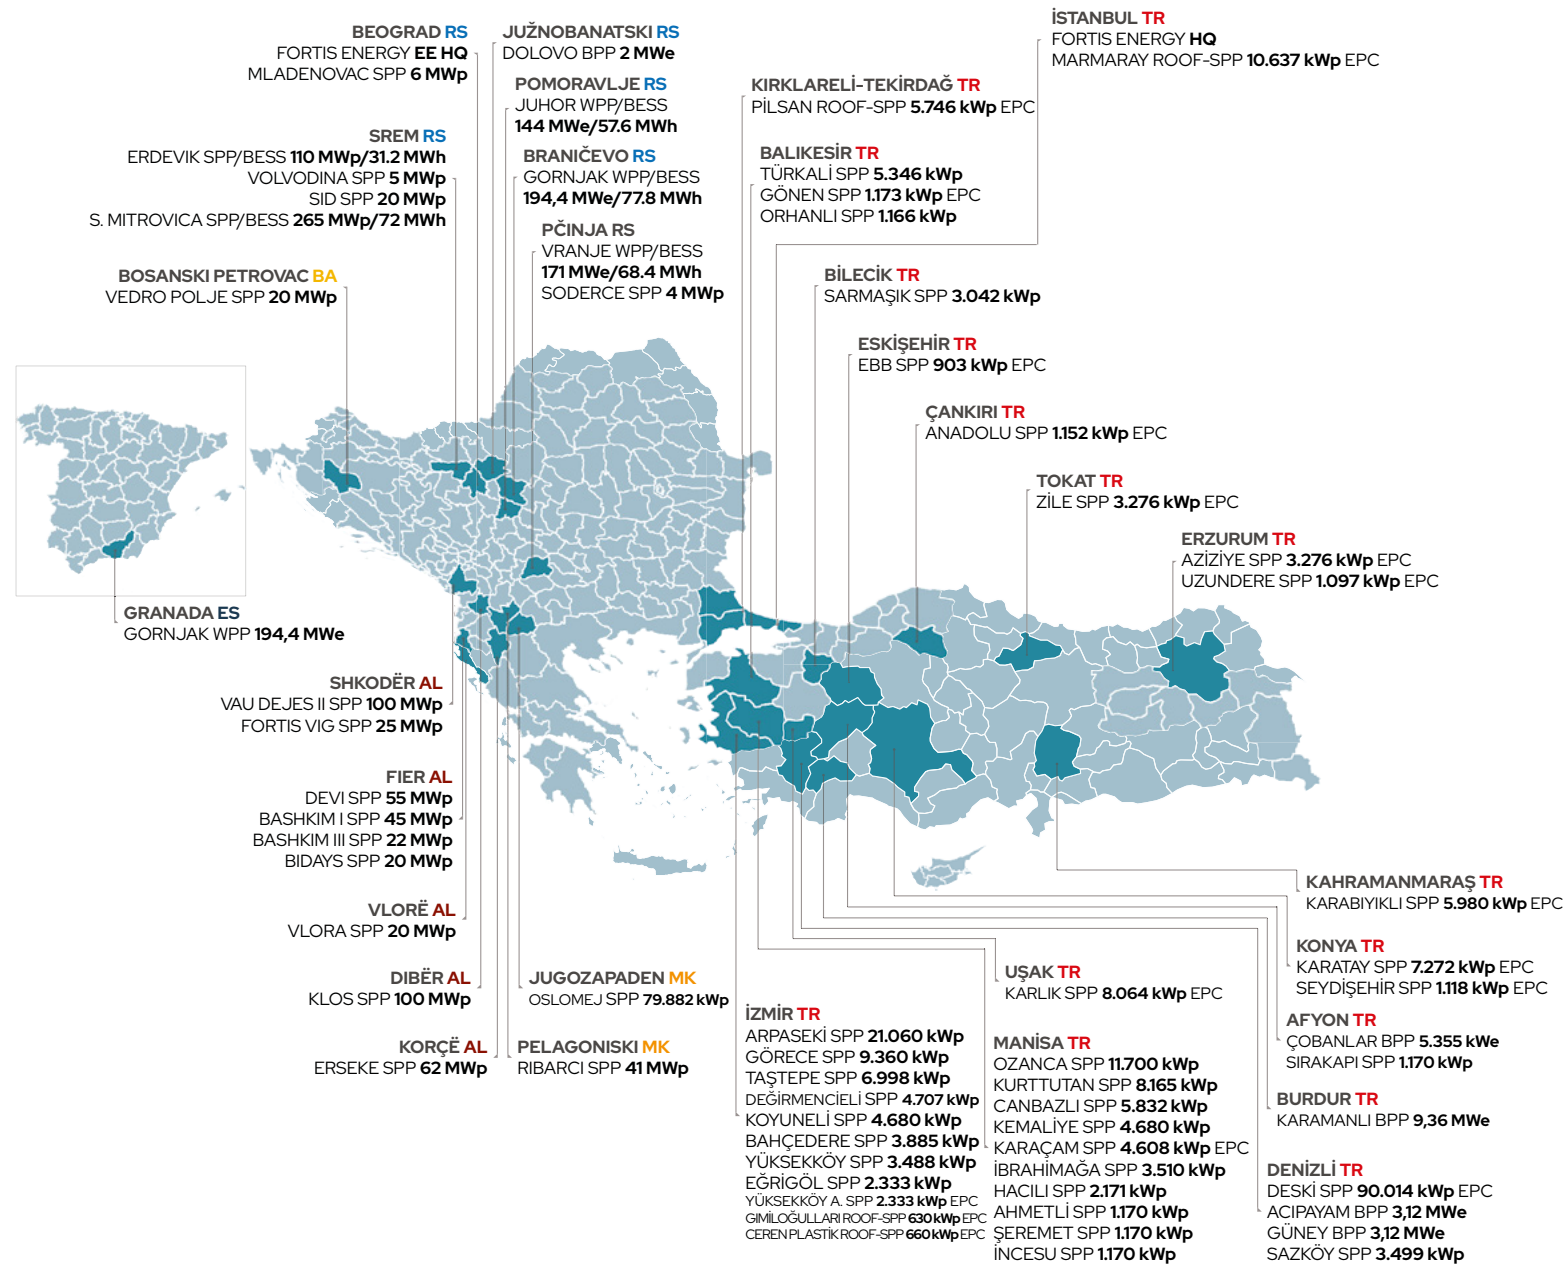 BEOGRAD RS
FORTIS ENERGY EE HQ
MLADENOVAC SPP 6 MWp
JUŽNOBANATSKI RS
DOLOVO BPP 2 MWe
POMORAVLJE RS
JUHOR WPP/BESS
144 MWe/57.6 MWh
BRANIČEVO RS
GORNJAK WPP/BESS
194,4 MWe/77.8 MWh
PČINJA RS
VRANJE WPP/BESS
171 MWe/68.4 MWh
SODERCE SPP 4 MWp
SREM RS
ERDEVIK SPP/BESS 110 MWp/31.2 MWh
VOLVODINA SPP 5 MWp
SID SPP 20 MWp
S. MITROVICA SPP/BESS 265 MWp/72 MWh
BOSANSKI PETROVAC BA
VEDRO POLJE SPP 20 MWp
İSTANBUL TR
FORTIS ENERGY HQ
MARMARAY ROOF-SPP 10.637 kWp EPC
KIRKLARELİ-TEKİRDAĞ TR
PİLSAN ROOF-SPP 5.746 kWp EPC
BALIKESİR TR
TÜRKALİ SPP 5.346 kWp
GÖNEN SPP 1.173 kWp EPC
ORHANLI SPP 1.166 kWp
BİLECİK TR
SARMAŞIK SPP 3.042 kWp
ESKİŞEHİR TR
EBB SPP 903 kWp EPC
ÇANKIRI TR
ANADOLU SPP 1.152 kWp EPC
TOKAT TR
ZİLE SPP 3.276 kWp EPC
ERZURUM TR
AZİZİYE SPP 3.276 kWp EPC
UZUNDERE SPP 1.097 kWp EPC
GRANADA ES
GORNJAK WPP 194,4 MWe
SHKODËR AL
VAU DEJES II SPP 100 MWp
FORTIS VIG SPP 25 MWp
FIER AL
DEVI SPP 55 MWp
BASHKIM I SPP 45 MWp
BASHKIM III SPP 22 MWp
BIDAYS SPP 20 MWp
VLORË AL
VLORA SPP 20 MWp
DIBËR AL
KLOS SPP 100 MWp
KORÇË AL
ERSEKE SPP 62 MWp
JUGOZAPADEN MK
OSLOMEJ SPP 79.882 kWp
PELAGONISKI MK
RIBARCI SPP 41 MWp
İZMİR TR
ARPASEKİ SPP 21.060 kWp
GÖRECE SPP 9.360 kWp
TAŞTEPE SPP 6.998 kWp
DEĞİRMENCİELİ SPP 4.707 kWp
KOYUNELİ SPP 4.680 kWp
BAHÇEDERE SPP 3.885 kWp
YÜKSEKKÖY SPP 3.488 kWp
EĞRİGÖL SPP 2.333 kWp
YÜKSEKKÖY A. SPP 2.333 kWp EPC
GIMİLOĞULLARI ROOF-SPP 630 kWp EPC
CEREN PLASTİK ROOF-SPP 660 kWp EPC
UŞAK TR
KARLIK SPP 8.064 kWp EPC
MANİSA TR
OZANCA SPP 11.700 kWp
KURTTUTAN SPP 8.165 kWp
CANBAZLI SPP 5.832 kWp
KEMALİYE SPP 4.680 kWp
KARAÇAM SPP 4.608 kWp EPC
İBRAHİMAĞA SPP 3.510 kWp
HACILI SPP 2.171 kWp
AHMETLİ SPP 1.170 kWp
ŞEREMET SPP 1.170 kWp
İNCESU SPP 1.170 kWp
KAHRAMANMARAŞ TR
KARABIYIKLI SPP 5.980 kWp EPC
KONYA TR
KARATAY SPP 7.272 kWp EPC
SEYDİŞEHİR SPP 1.118 kWp EPC
AFYON TR
ÇOBANLAR BPP 5.355 kWe
SIRAKAPI SPP 1.170 kWp
BURDUR TR
KARAMANLI BPP 9,36 MWe
DENİZLİ TR
DESKİ SPP 90.014 kWp EPC
ACIPAYAM BPP 3,12 MWe
GÜNEY BPP 3,12 MWe
SAZKÖY SPP 3.499 kWp